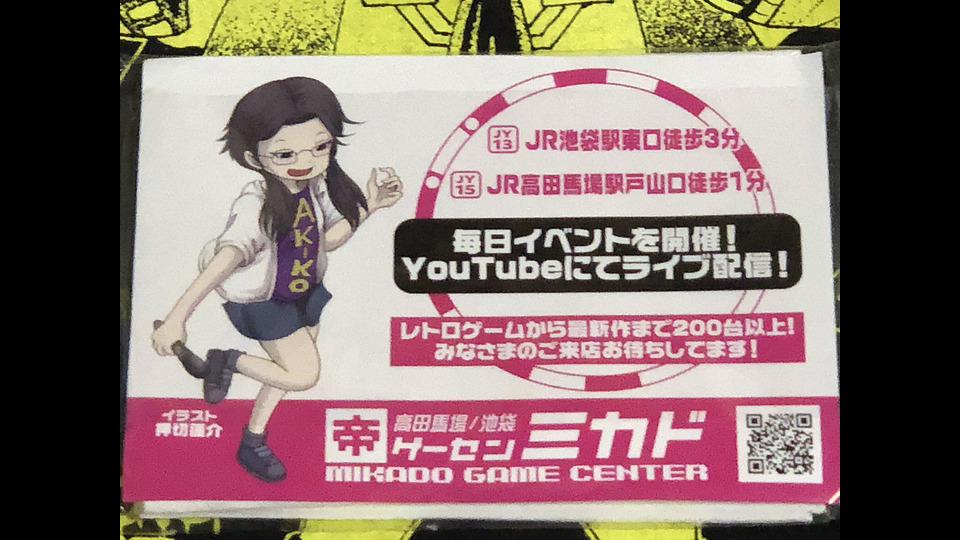 JY
13
JR池袋駅東口徒歩3分
JY
15
JR高田馬場駅戸山口徒歩1分
毎日イベントを開催！
YouTubeにてライブ配信！
レトロゲームから最新作まで200台以上！
みなさまのご来店お待ちしてます！
AKiKO
イラスト
押切蓮介
帝
高田馬場/池袋
ゲーセンミカド
MIKADO GAME CENTER